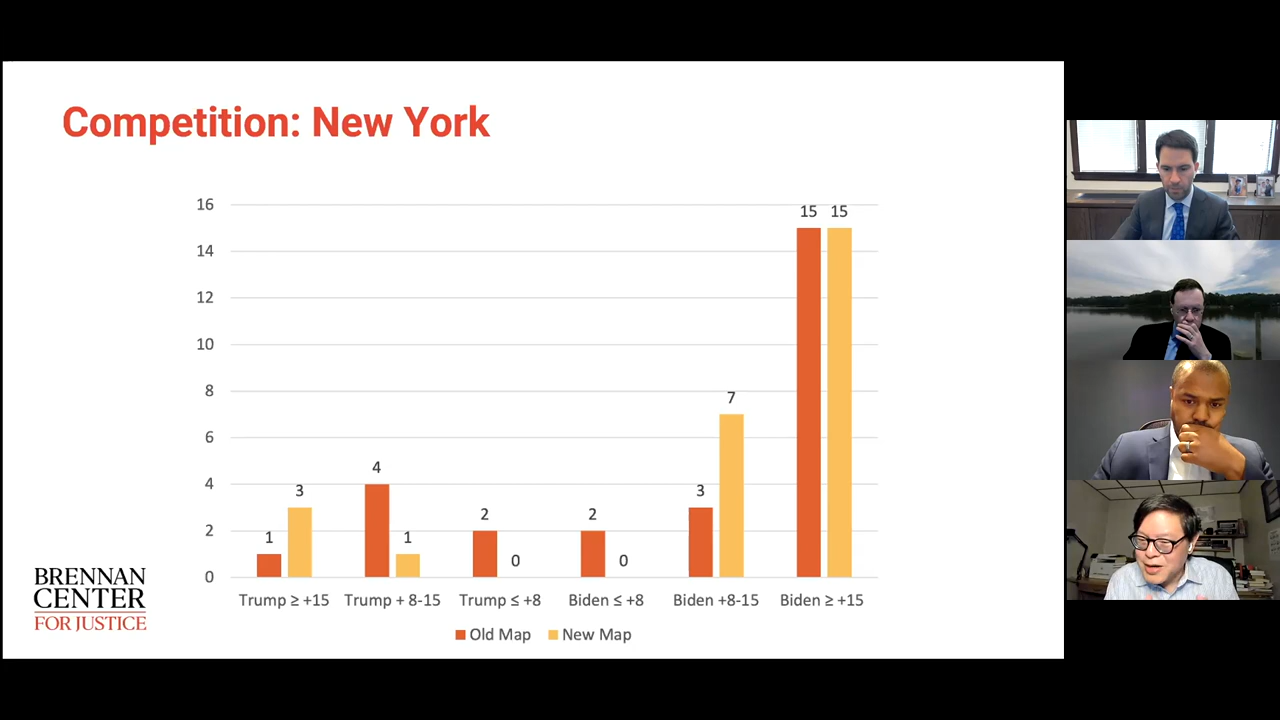 Competition: New York
16
14
12
10
8
6
4
2
0
1
3
4
1
2
0
2
0
3
7
15
15
Trump ≥ +15
Trump + 8-15
Trump ≤ +8
Biden ≤ +8
Biden +8-15
Biden ≥ +15
Old Map
New Map
BRENNAN
CENTER
FOR JUSTICE